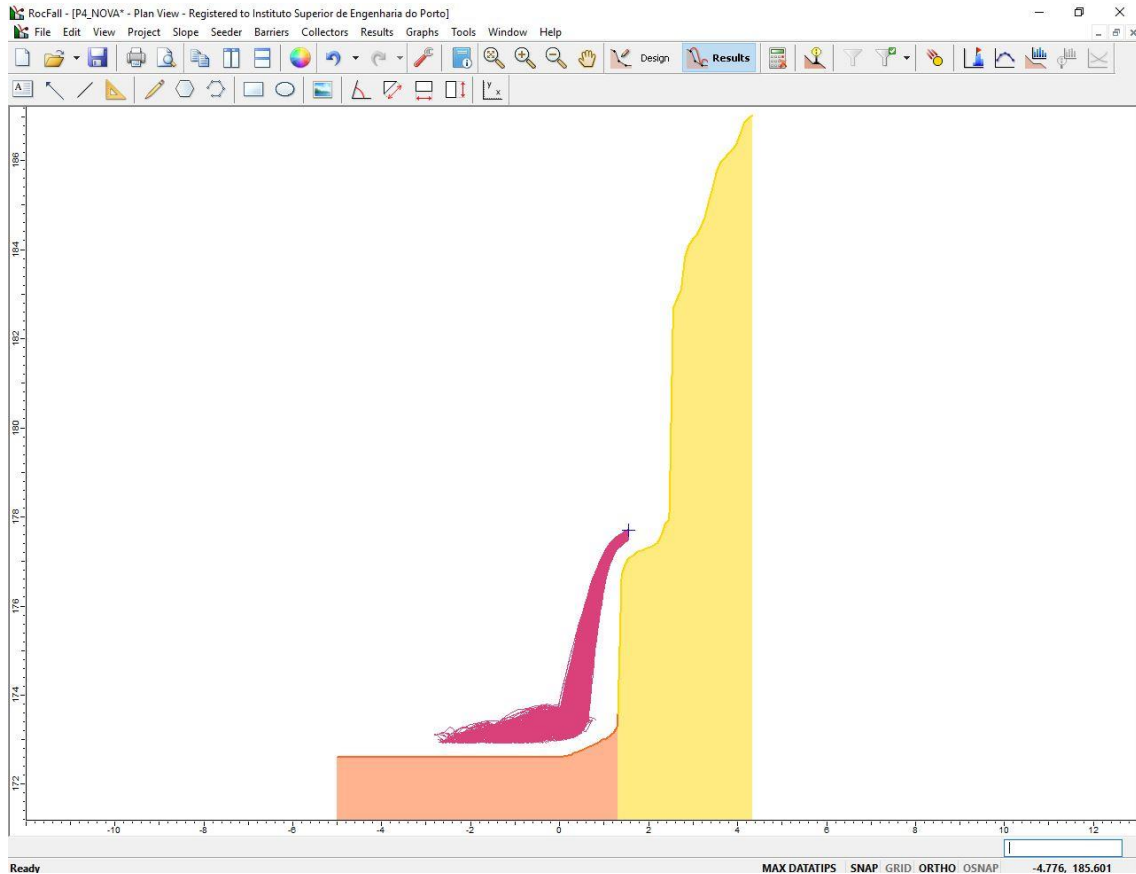 RocFall - [P4_NOVA* - Plan View - Registered to Instituto Superior de Engenharia do Porto]
File Edit View Project Slope Seeder Barriers Collectors Results Graphs Tools Window Help
Design Results
A
y x
186
184
182
180
178
176
174
172
-10 -8 -6 -4 -2 0 2 4 6 8 10 12
Ready MAX DATATIPS SNAP GRID ORTHO OSNAP -4.776, 185.601